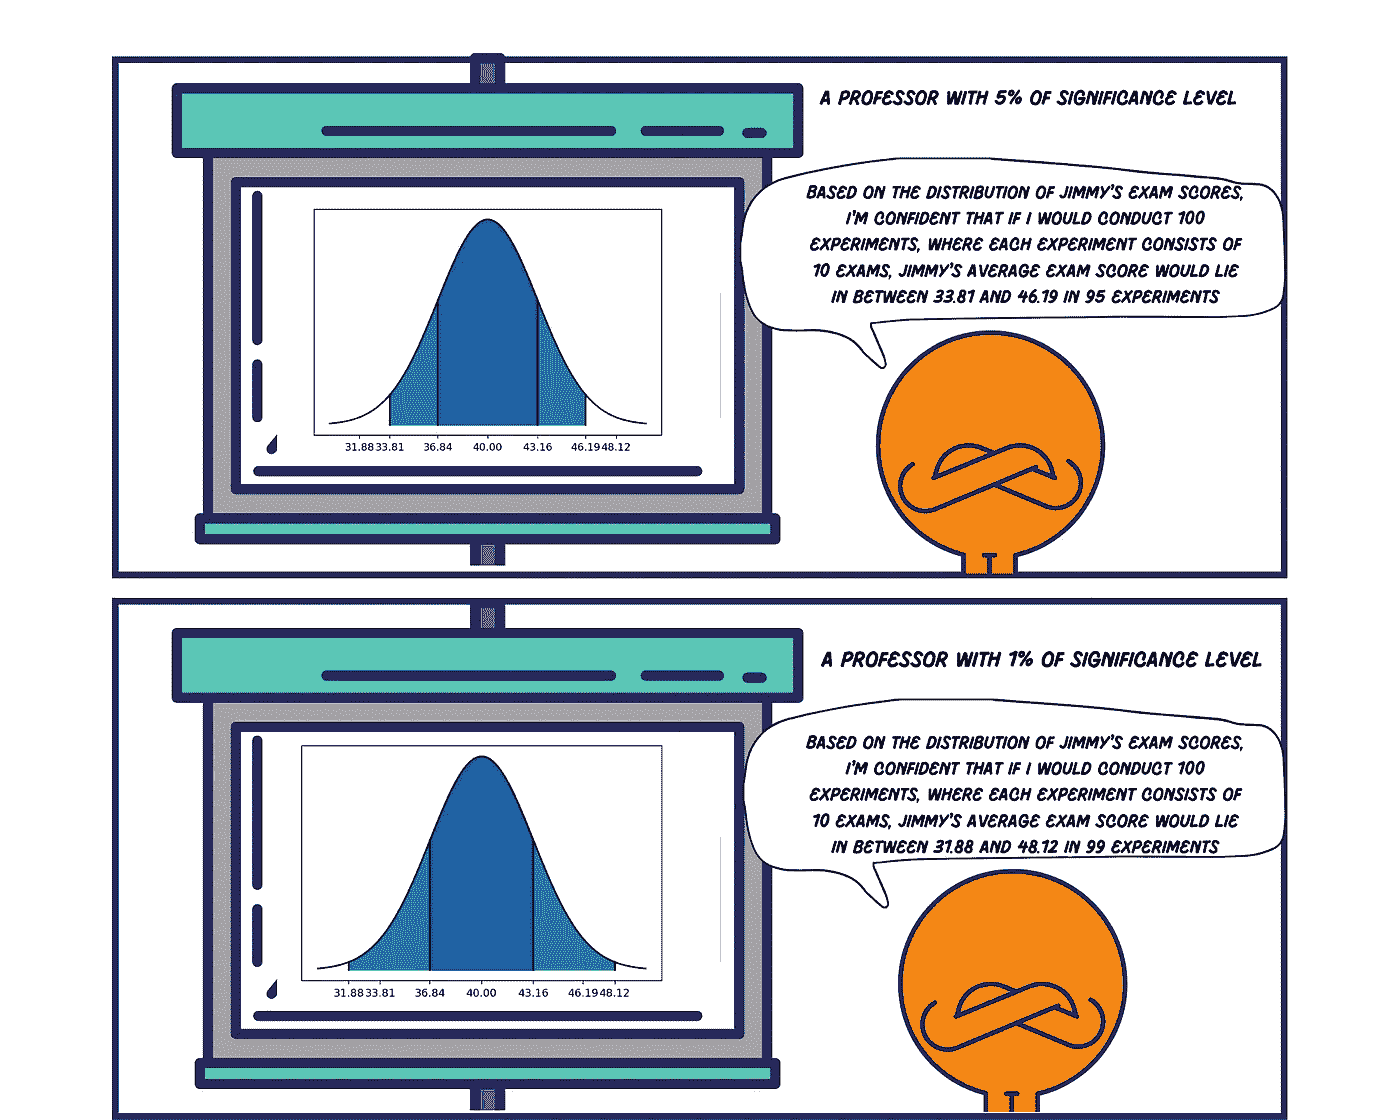 A PROFESSOR WITH 5% OF SIGNIFICANCE LEVEL
BASED ON THE DISTRIBUTION OF JIMMY'S EXAM SCORES,
I'M CONFIDENT THAT IF I WOULD CONDUCT 100
EXPERIMENTS, WHERE EACH EXPERIMENT CONSISTS OF
10 EXAMS, JIMMY'S AVERAGE EXAM SCORE WOULD LIE
IN BETWEEN 33.81 AND 46.19 IN 95 EXPERIMENTS
31.88 33.81 36.84 40.00 43.16 46.19 48.12
A PROFESSOR WITH 1% OF SIGNIFICANCE LEVEL
BASED ON THE DISTRIBUTION OF JIMMY'S EXAM SCORES,
I'M CONFIDENT THAT IF I WOULD CONDUCT 100
EXPERIMENTS, WHERE EACH EXPERIMENT CONSISTS OF
10 EXAMS, JIMMY'S AVERAGE EXAM SCORE WOULD LIE
IN BETWEEN 31.88 AND 48.12 IN 99 EXPERIMENTS
31.88 33.81 36.84 40.00 43.16 46.19 48.12